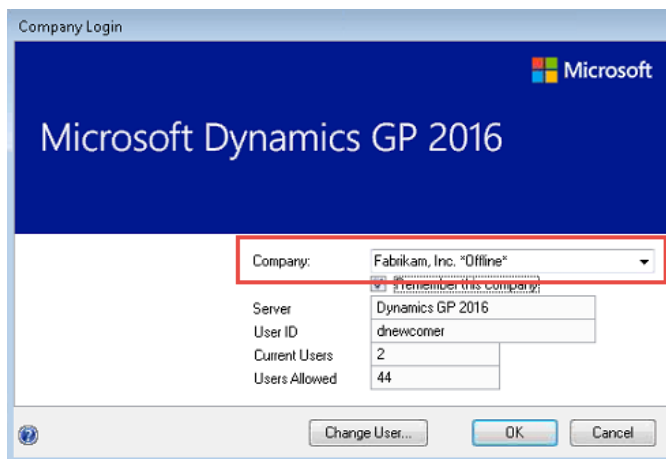 Company Login
Microsoft
Microsoft Dynamics GP 2016
Company: Fabrikam, Inc. *Offline*
Remember this company
Server Dynamics GP 2016
User ID dnewcomer
Current Users 2
Users Allowed 44
? Change User... OK Cancel